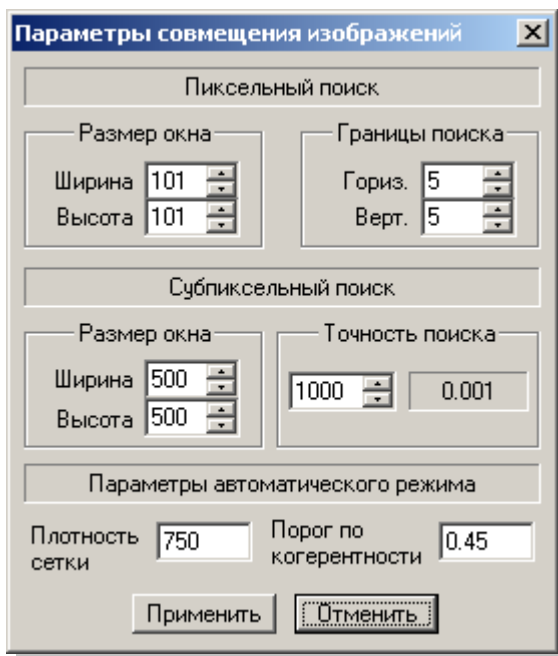 Параметры совмещения изображений
Пиксельный поиск
Размер окна
Границы поиска
Ширина 101
Гориз. 5
Высота 101
Верт. 5
Субпиксельный поиск
Размер окна
Точность поиска
Ширина 500
Высота 500
1000 0.001
Параметры автоматического режима
Плотность сетки 750
Порог по когерентности 0.45
Применить Отменить